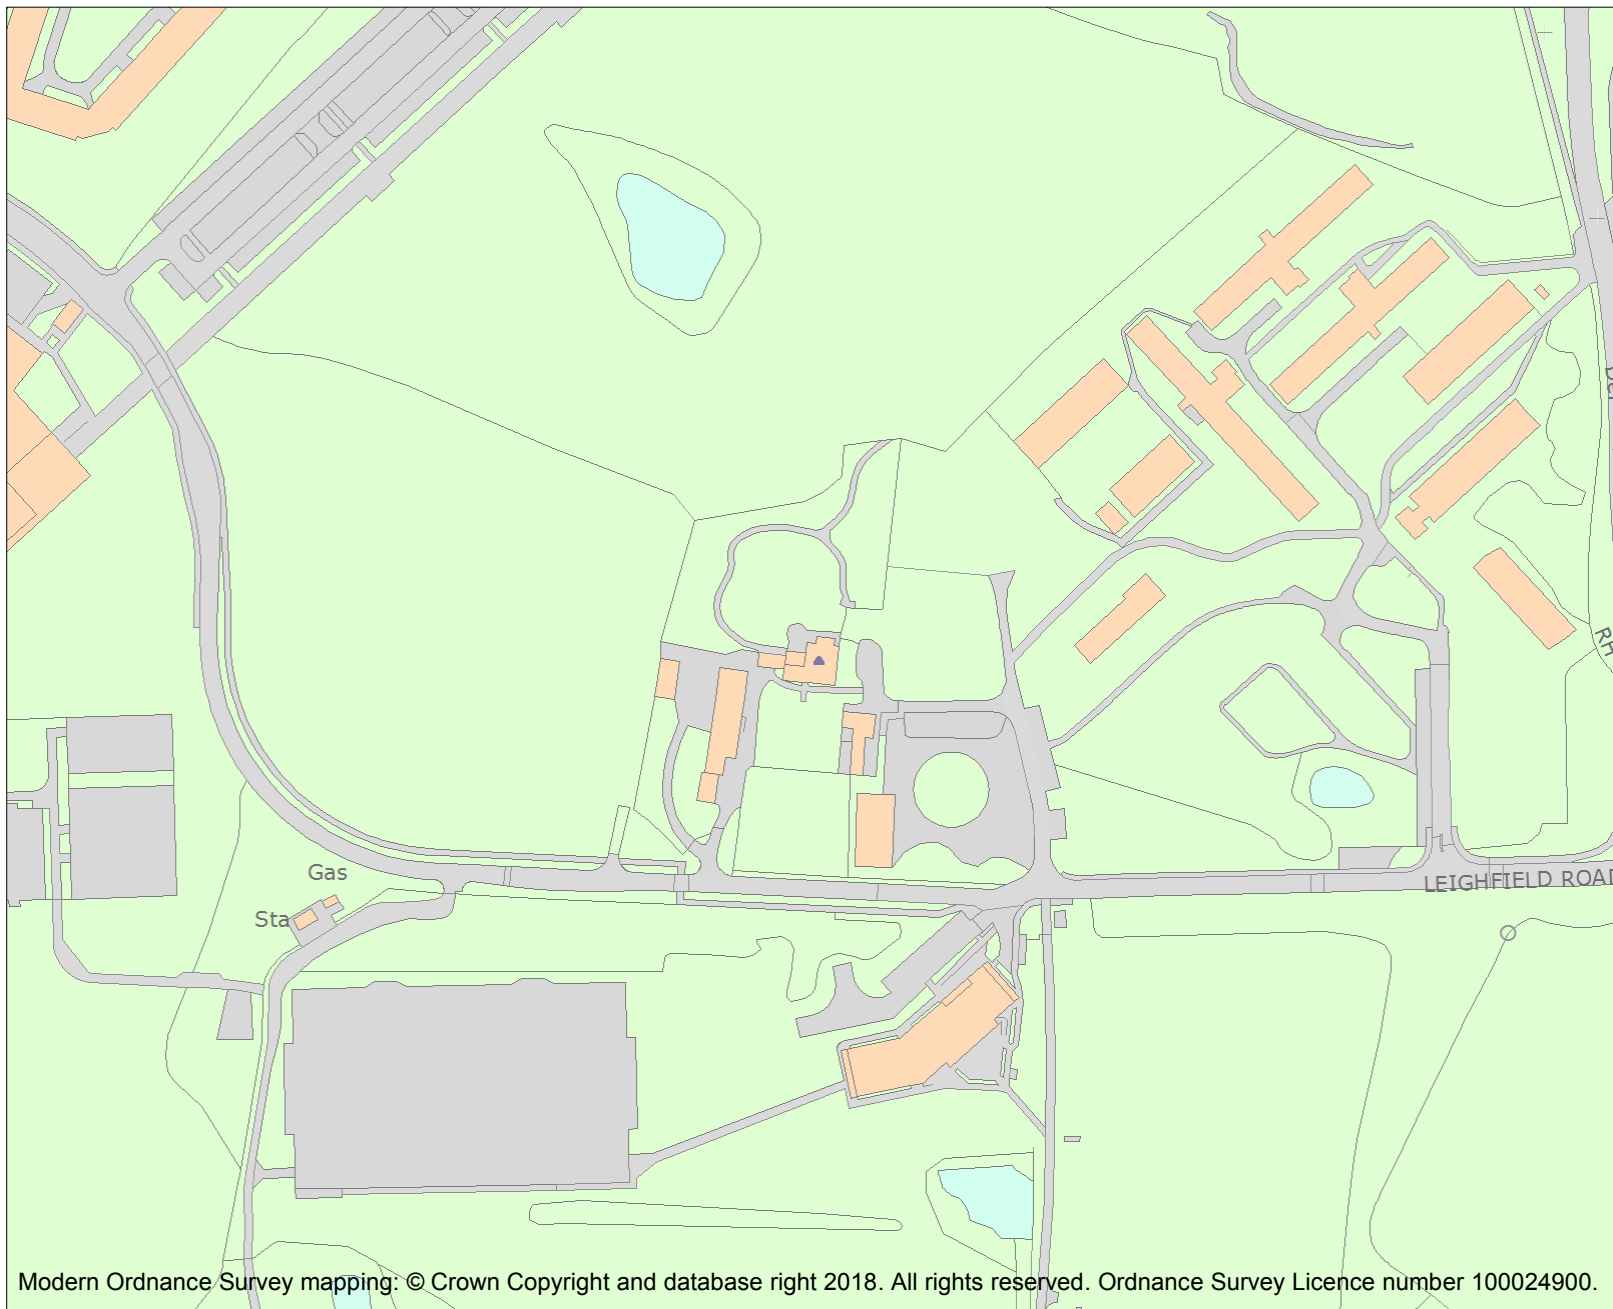 Gas
Sta
LEIGHFIELD ROAD
Modern Ordnance Survey mapping: © Crown Copyright and database right 2018. All rights reserved. Ordnance Survey Licence number 100024900.